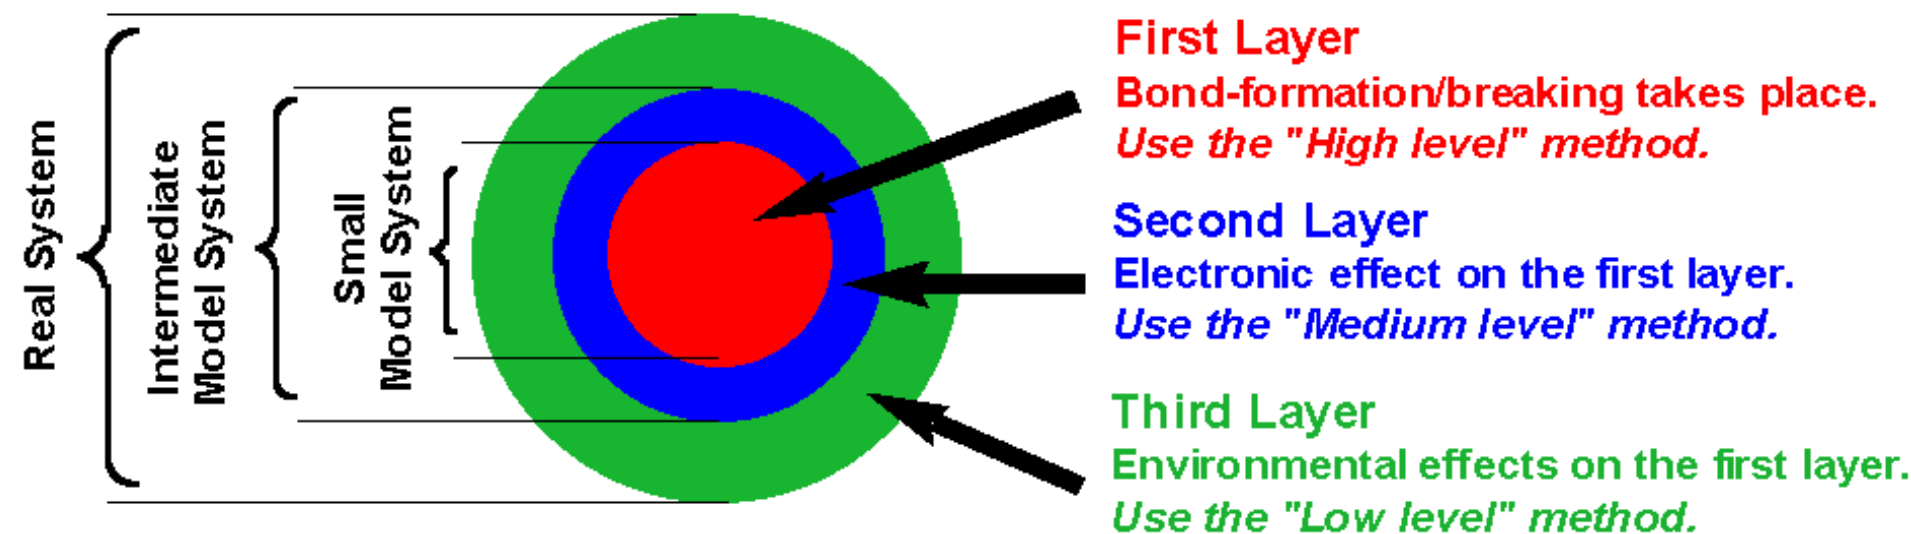 Real System
Intermediate
Model System
Small
Model System
First Layer
Bond-formation/breaking takes place.
Use the "High level" method.
Second Layer
Electronic effect on the first layer.
Use the "Medium level" method.
Third Layer
Environmental effects on the first layer.
Use the "Low level" method.